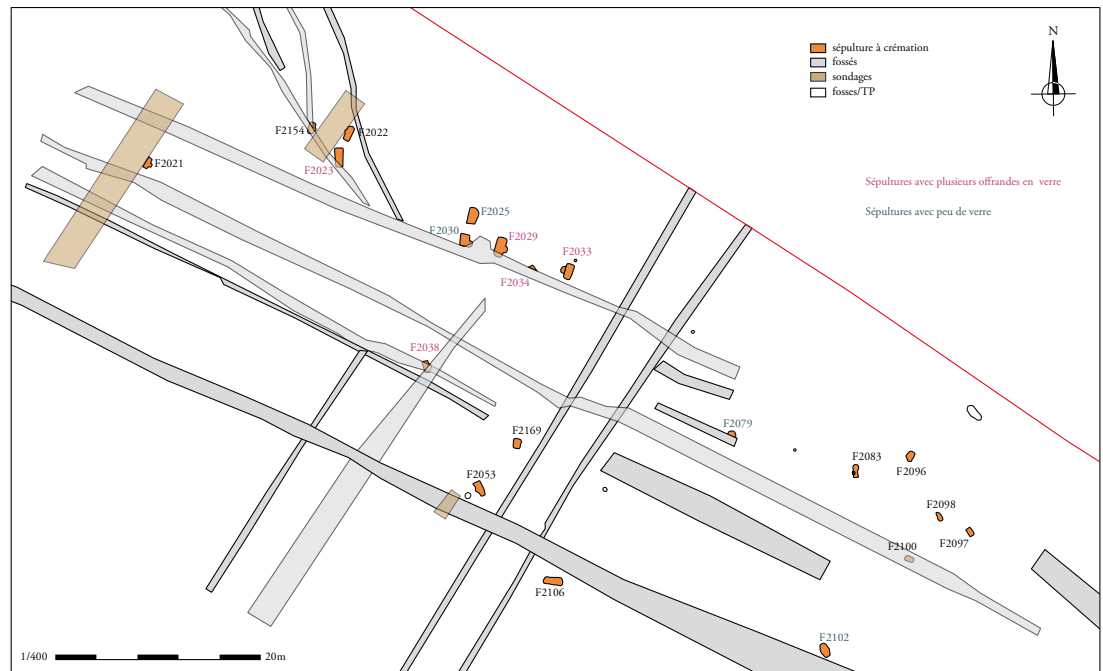 N
sépulture à crémation
fossés
sondages
fosses/TP
Sépultures avec plusieurs offrandes en verre
Sépultures avec peu de verre
F2154
F2022
F2021
F2023
F2025
F2030
F2029
F2033
F2034
F2038
F2079
F2169
F2083
F2096
F2053
F2098
F2100
F2097
F2106
F2102
1/400
20m